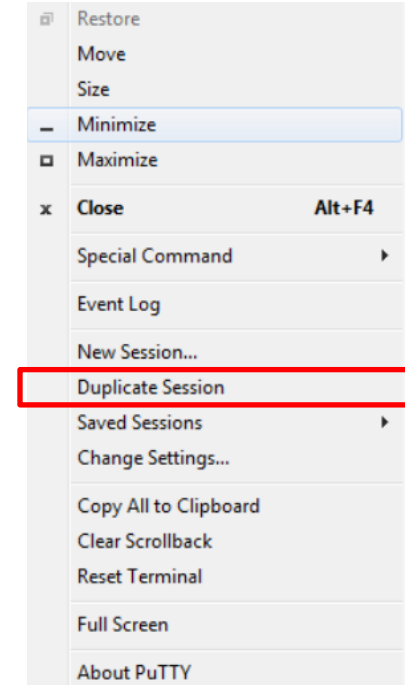 Restore
Move
Size
Minimize
Maximize
x Close Alt+F4
Special Command
Event Log
New Session...
Duplicate Session
Saved Sessions
Change Settings...
Copy All to Clipboard
Clear Scrollback
Reset Terminal
Full Screen
About PuTTY